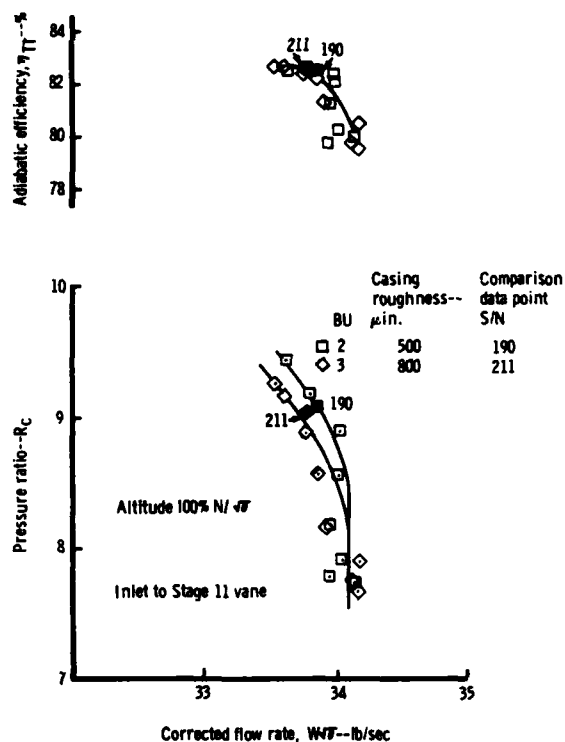 Adiabatic efficiency, ηTT--%
84
82
80
78
211
190
Pressure ratio--RC
10
9
8
7
Casing roughness-- μin.
Comparison data point S/N
BU
□ 2 500 190
◇ 3 800 211
190
211
Altitude 100% N/√T
Inlet to Stage 11 vane
33 34 35
Corrected flow rate, W√T--lb/sec